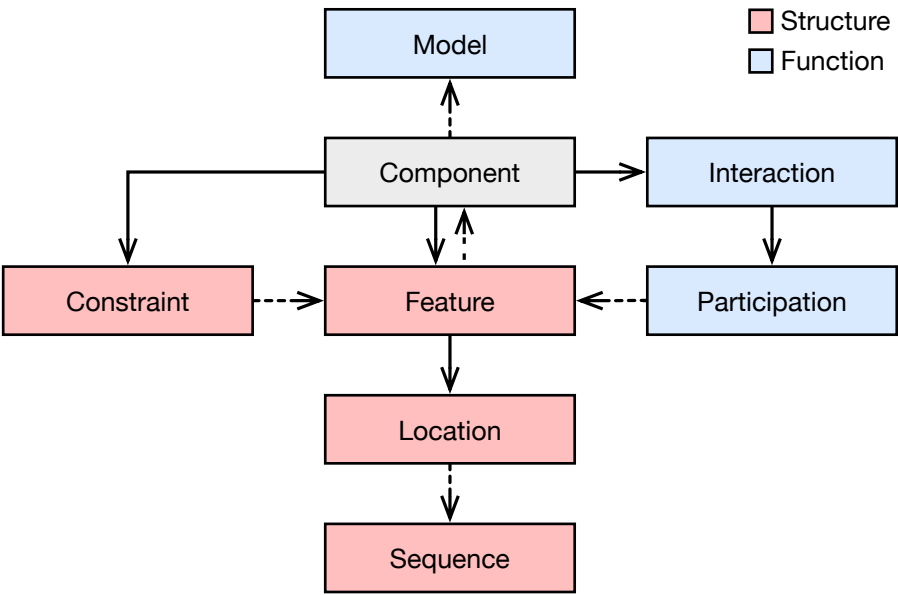 Model
Structure
Function
Component
Interaction
Constraint
Feature
Participation
Location
Sequence